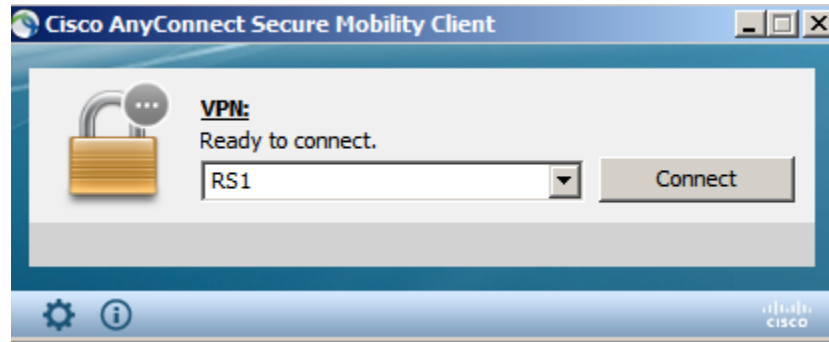 Cisco AnyConnect Secure Mobility Client
VPN:
Ready to connect.
RS1
Connect
CISCO